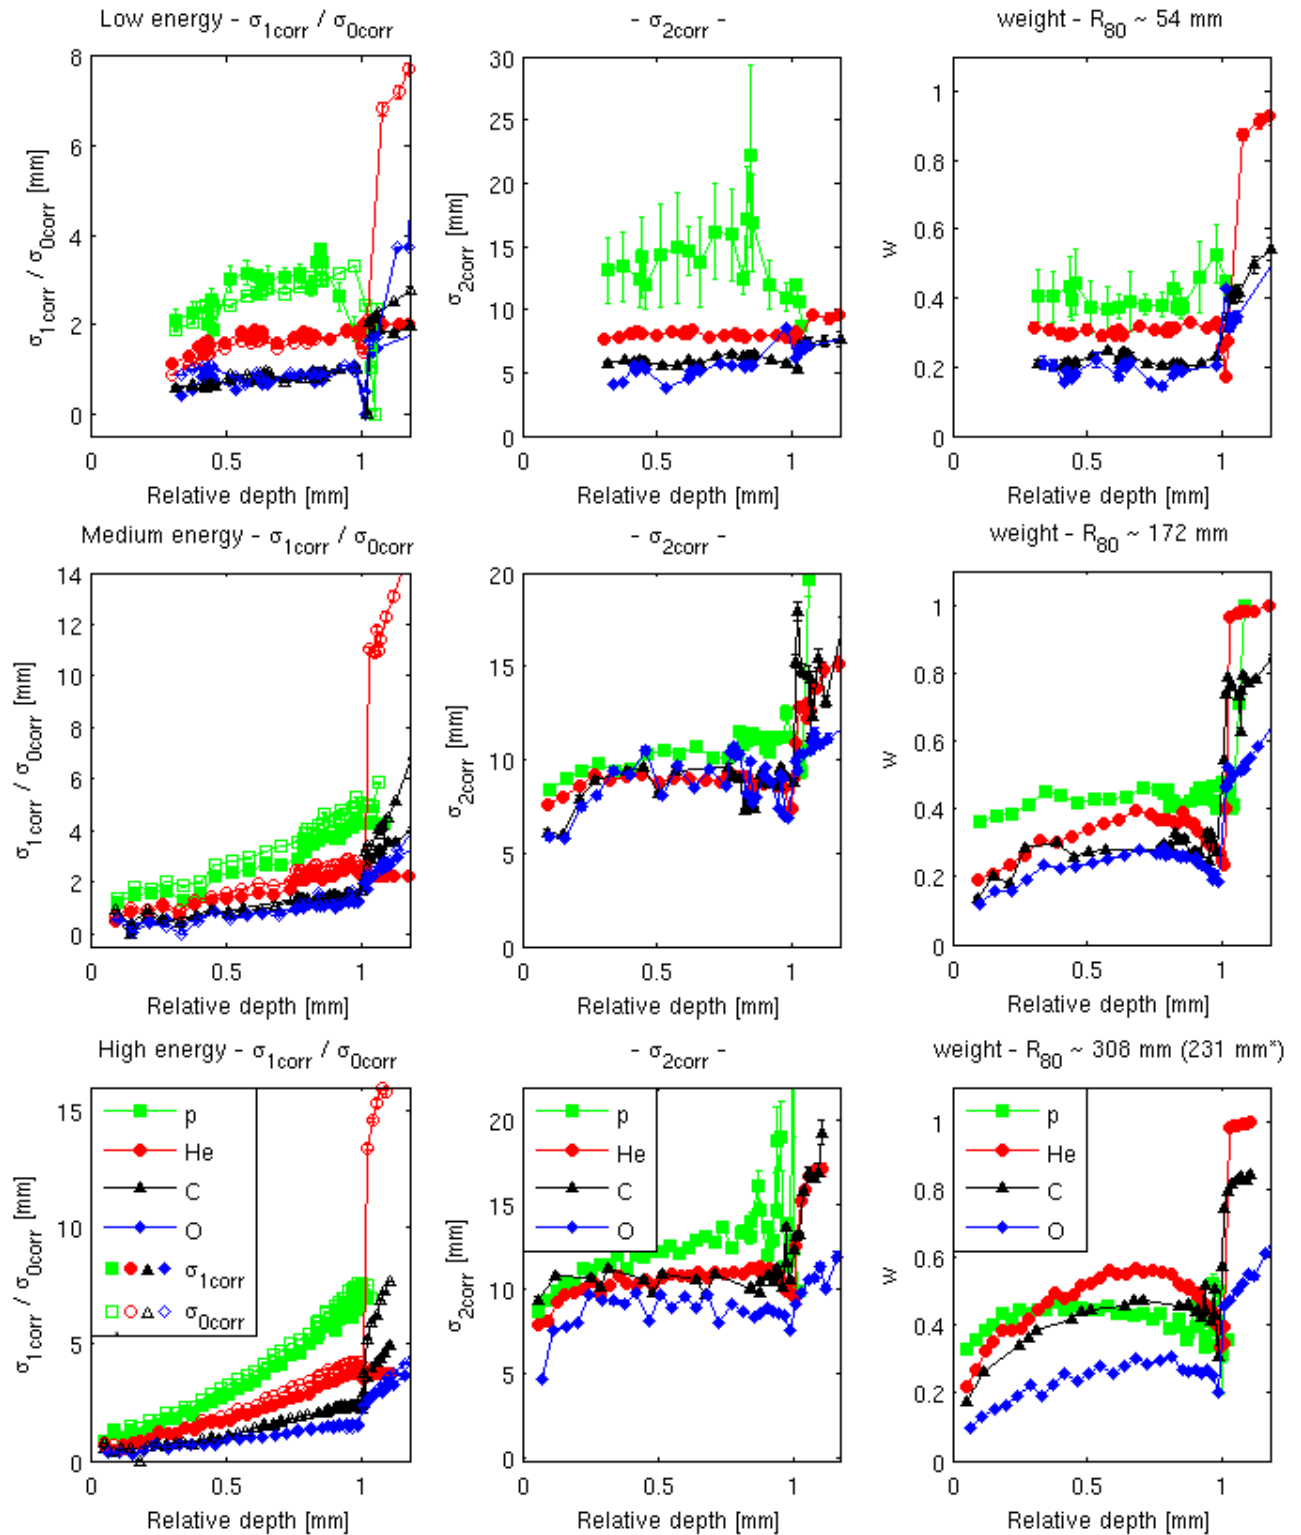 Low energy - σ1corr / σ0corr
- σ2corr -
weight - R80 ~ 54 mm
σ1corr / σ0corr [mm]
8
6
4
2
0
0
0.5
1
Relative depth [mm]
σ2corr [mm]
30
25
20
15
10
5
0
0
0.5
1
Relative depth [mm]
w
1
0.8
0.6
0.4
0.2
0
0
0.5
1
Relative depth [mm]
Medium energy - σ1corr / σ0corr
- σ2corr -
weight - R80 ~ 172 mm
σ1corr / σ0corr [mm]
14
12
10
8
6
4
2
0
0
0.5
1
Relative depth [mm]
σ2corr [mm]
20
15
10
5
0
0
0.5
1
Relative depth [mm]
w
1
0.8
0.6
0.4
0.2
0
0
0.5
1
Relative depth [mm]
High energy - σ1corr / σ0corr
- σ2corr -
weight - R80 ~ 308 mm (231 mm*)
σ1corr / σ0corr [mm]
15
10
5
0
p
He
C
O
σ1corr
σ0corr
0
0.5
1
Relative depth [mm]
σ2corr [mm]
20
15
10
5
0
p
He
C
O
0
0.5
1
Relative depth [mm]
w
1
0.8
0.6
0.4
0.2
0
p
He
C
O
0
0.5
1
Relative depth [mm]